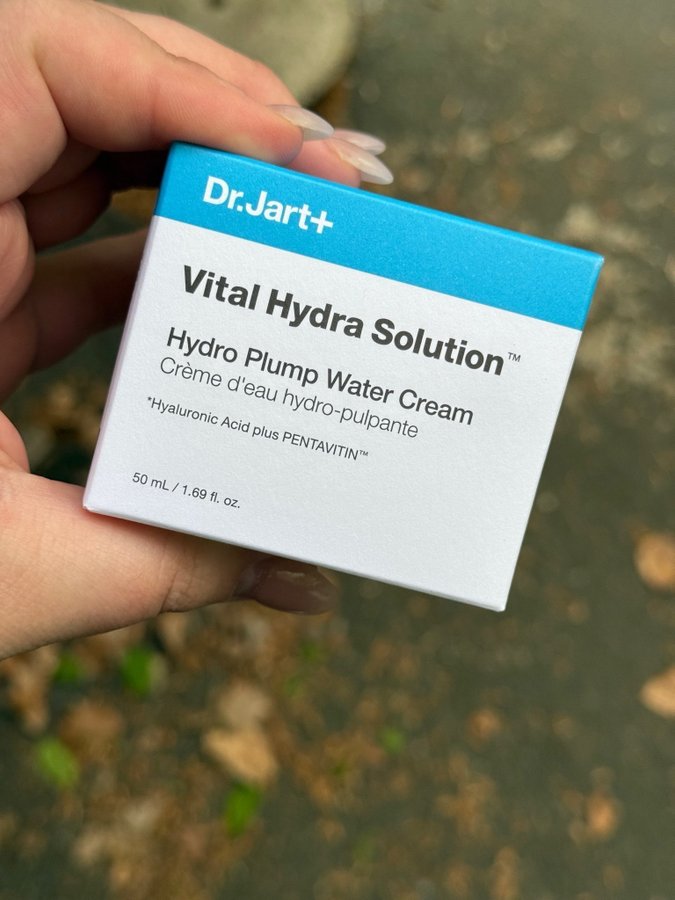 Dr.Jart+
Vital Hydra Solution™
Hydro Plump Water Cream
Crème d'eau hydro-pulpante
*Hyaluronic Acid plus PENTAVITIN™
50 mL / 1.69 fl. oz.